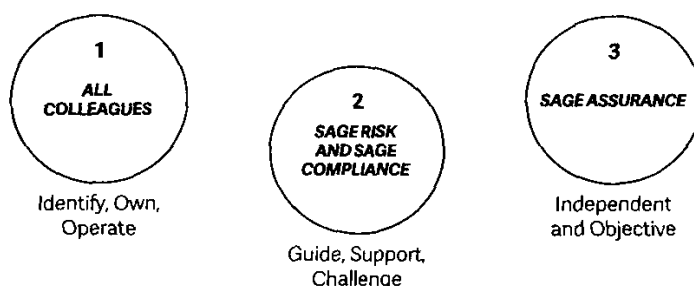 1
ALL
COLLEAGUES
Identify, Own,
Operate
2
SAGE RISK
AND SAGE
COMPLIANCE
Guide, Support,
Challenge
3
SAGE ASSURANCE
Independent
and Objective